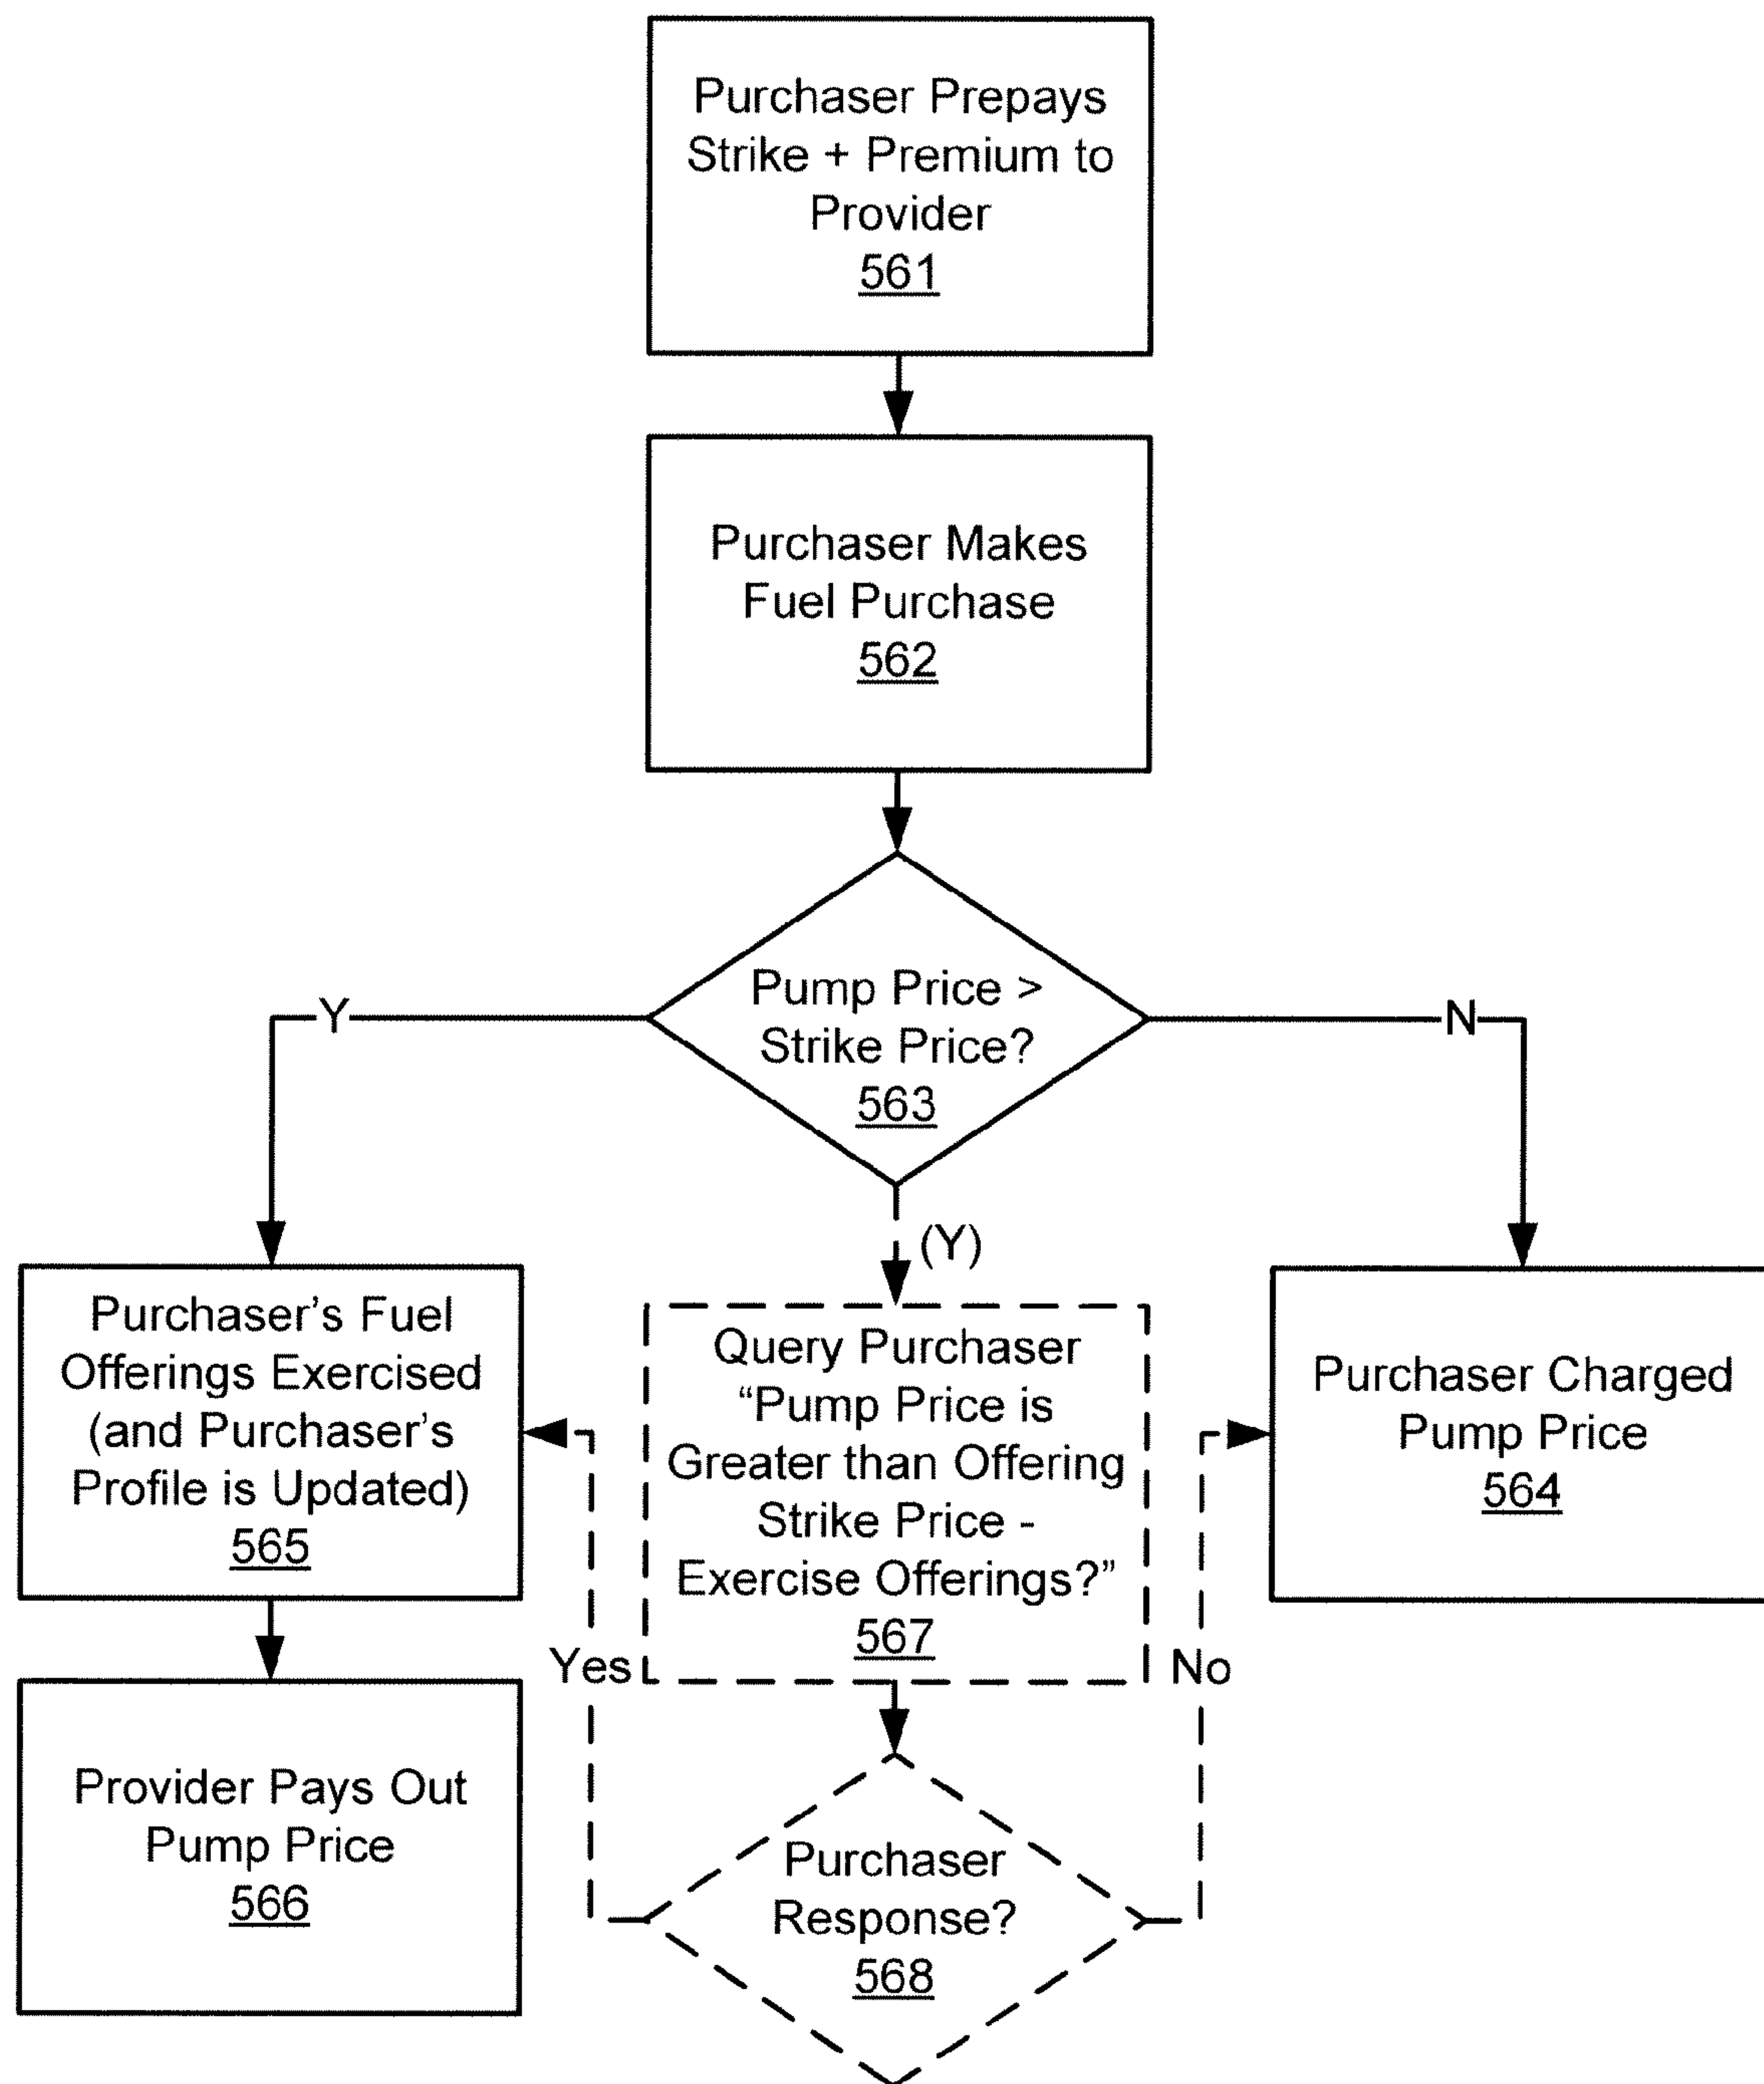 Purchaser Prepays
Strike + Premium to
Provider
561
Purchaser Makes
Fuel Purchase
562
Pump Price >
Strike Price?
563
Y
N
(Y)
Purchaser’s Fuel
Offerings Exercised
(and Purchaser’s
Profile is Updated)
565
Query Purchaser
“Pump Price is
Greater than Offering
Strike Price -
Exercise Offerings?”
567
Purchaser Charged
Pump Price
564
Yes
No
Provider Pays Out
Pump Price
566
Purchaser
Response?
568